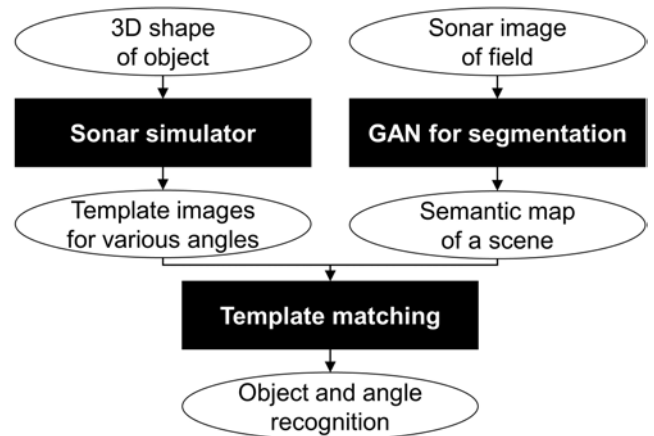 3D shape
of object
Sonar image
of field
Sonar simulator
GAN for segmentation
Template images
for various angles
Semantic map
of a scene
Template matching
Object and angle
recognition